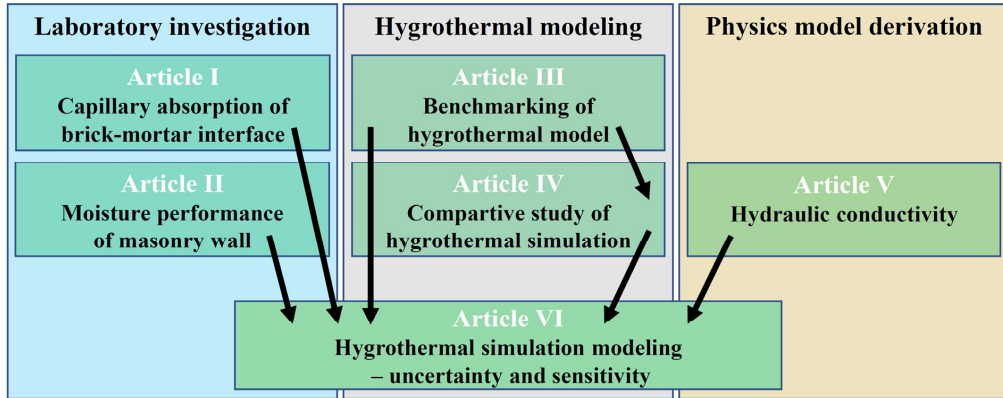 Laboratory investigation
Article I
Capillary absorption of
brick-mortar interface
Article II
Moisture performance
of masonry wall
Hygrothermal modeling
Article III
Benchmarking of
hygrothermal model
Article IV
Compartive study of
hygrothermal simulation
Physics model derivation
Article V
Hydraulic conductivity
Article VI
Hygrothermal simulation modeling
– uncertainty and sensitivity